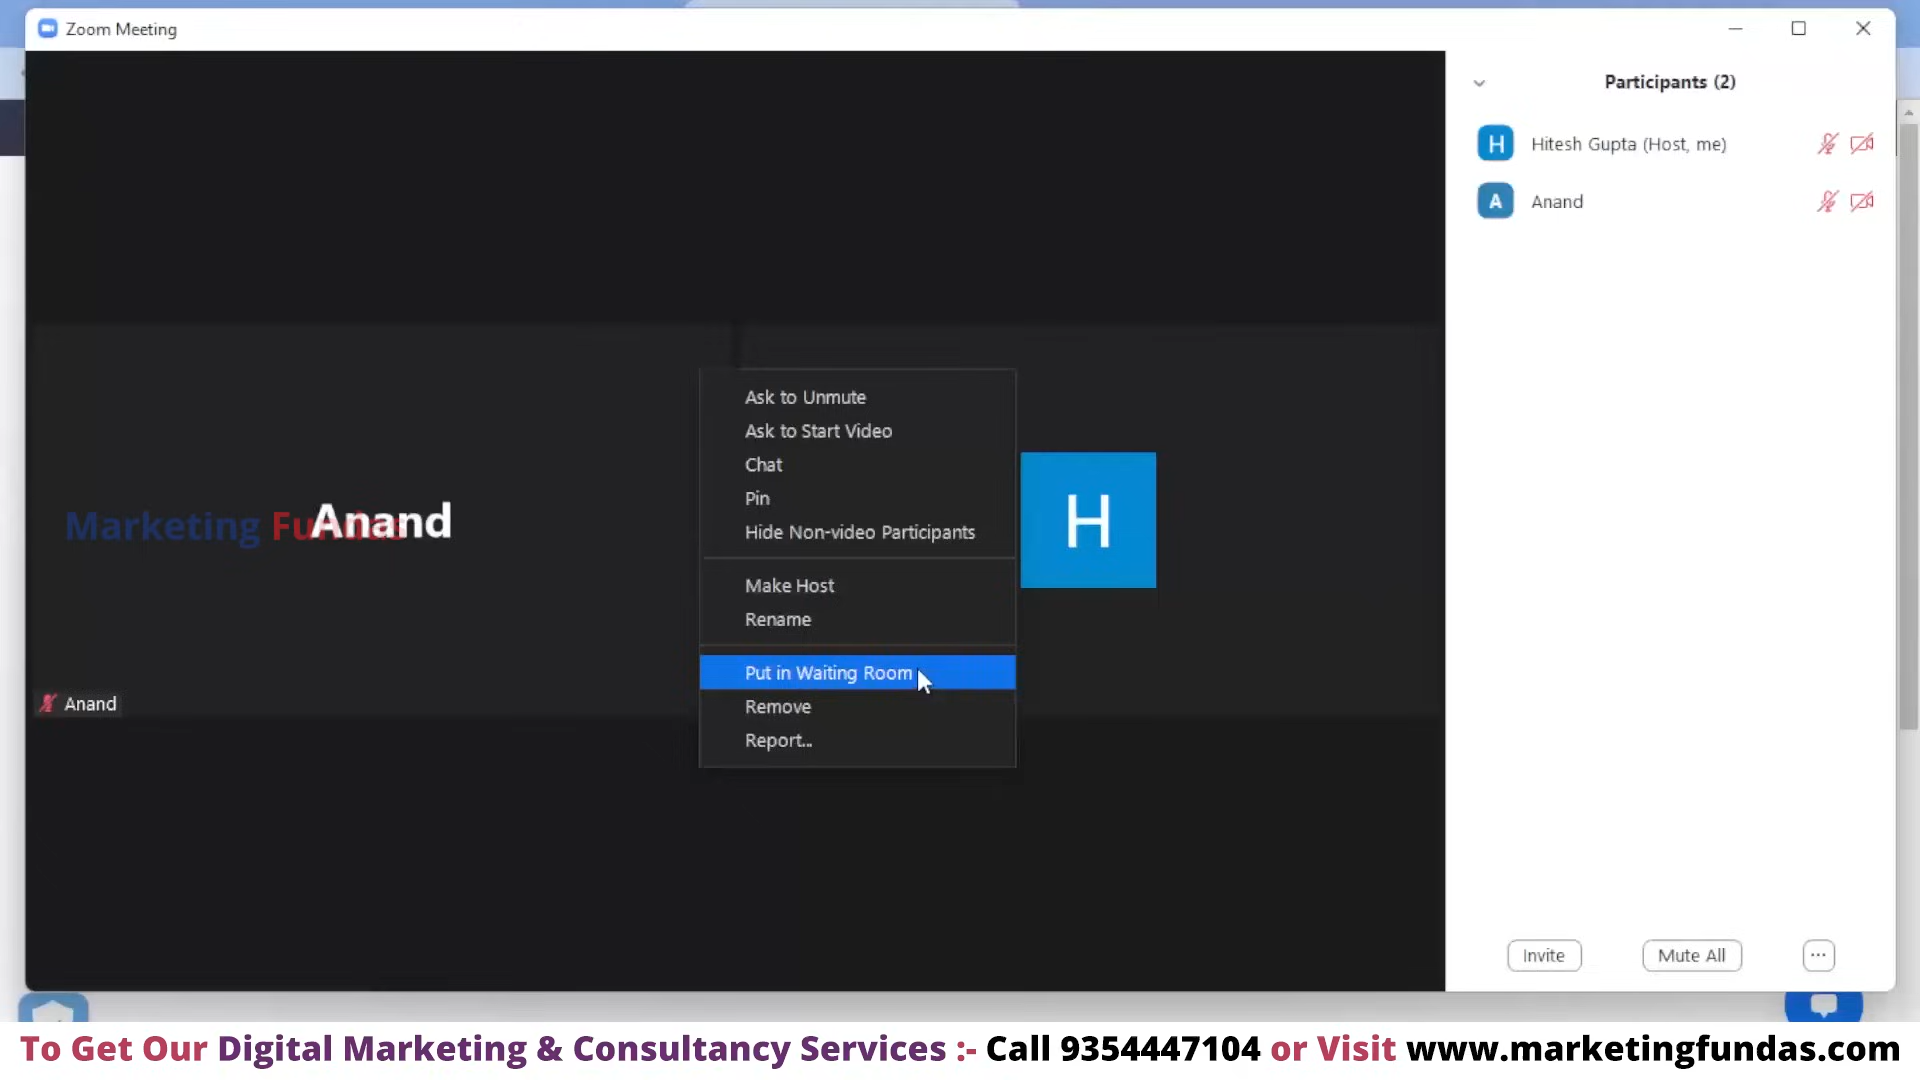 Zoom Meeting
Participants (2)
H Hitesh Gupta (Host, me)
A Anand
Ask to Unmute
Ask to Start Video
Chat
Pin
Hide Non-video Participants
Make Host
Rename
Put in Waiting Room
Remove
Report...
Marketing Fundas
Anand
H
Anand
Invite
Mute All
To Get Our Digital Marketing & Consultancy Services :- Call 9354447104 or Visit www.marketingfundas.com